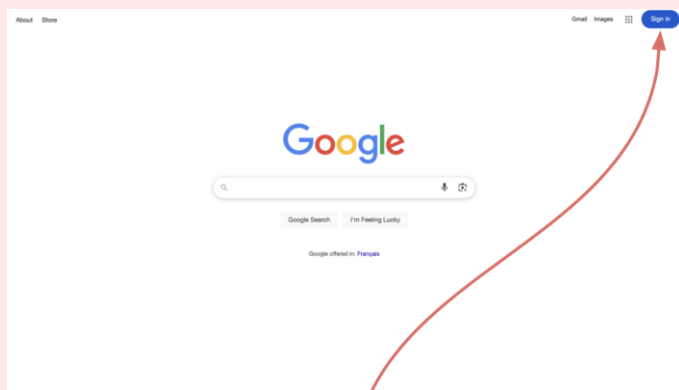 About Store Gmail Images Sign in
Google
Google Search I'm Feeling Lucky
Google offered in: Français